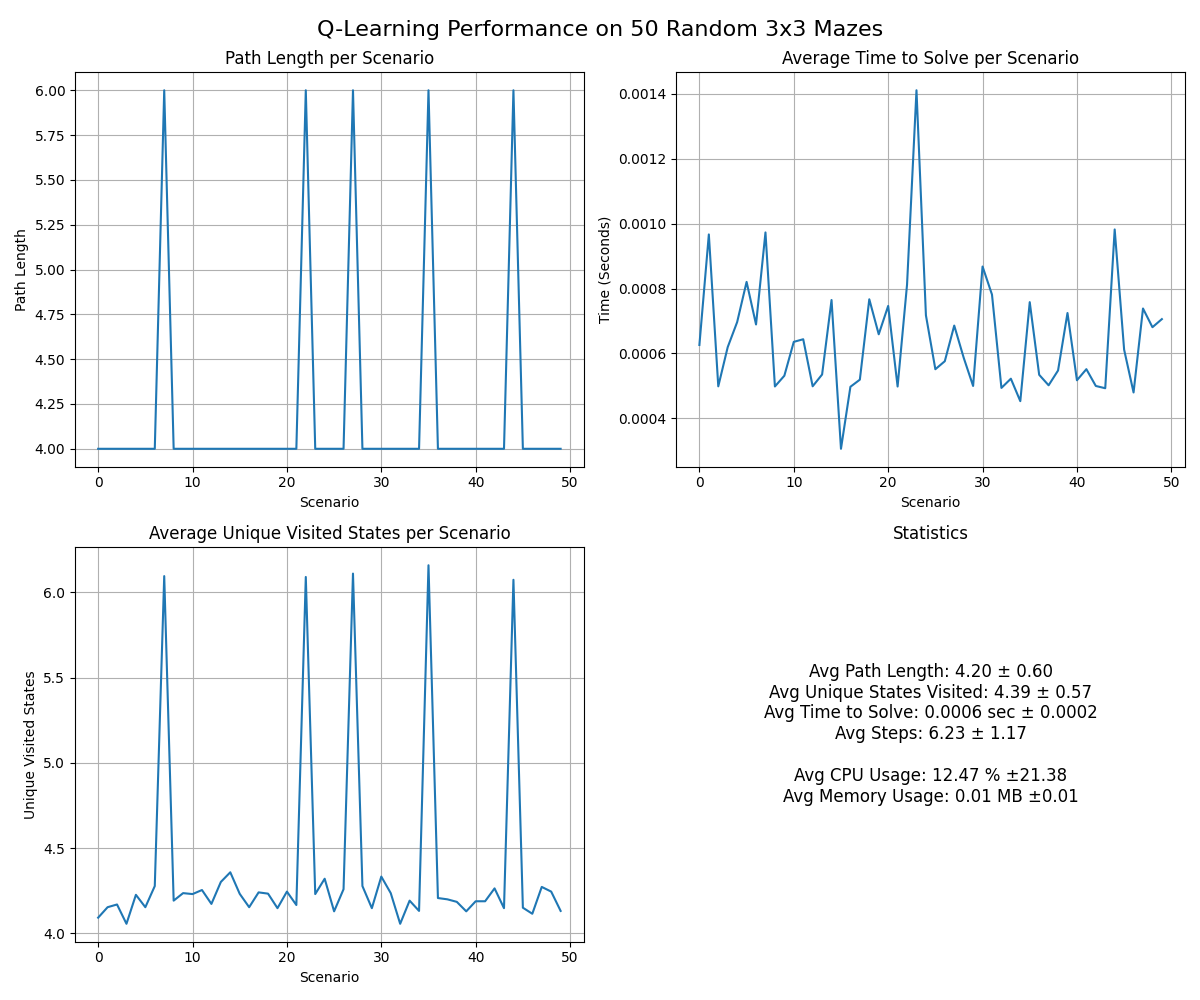 Q-Learning Performance on 50 Random 3x3 Mazes
Path Length per Scenario
6.00
5.75
5.50
5.25
5.00
4.75
4.50
4.25
4.00
Path Length
0 10 20 30 40 50
Scenario
Average Time to Solve per Scenario
0.0014
0.0012
0.0010
0.0008
0.0006
0.0004
Time (Seconds)
0 10 20 30 40 50
Scenario
Average Unique Visited States per Scenario
6.0
5.5
5.0
4.5
4.0
Unique Visited States
0 10 20 30 40 50
Scenario
Statistics
Avg Path Length: 4.20 ± 0.60
Avg Unique States Visited: 4.39 ± 0.57
Avg Time to Solve: 0.0006 sec ± 0.0002
Avg Steps: 6.23 ± 1.17
Avg CPU Usage: 12.47 % ±21.38
Avg Memory Usage: 0.01 MB ±0.01